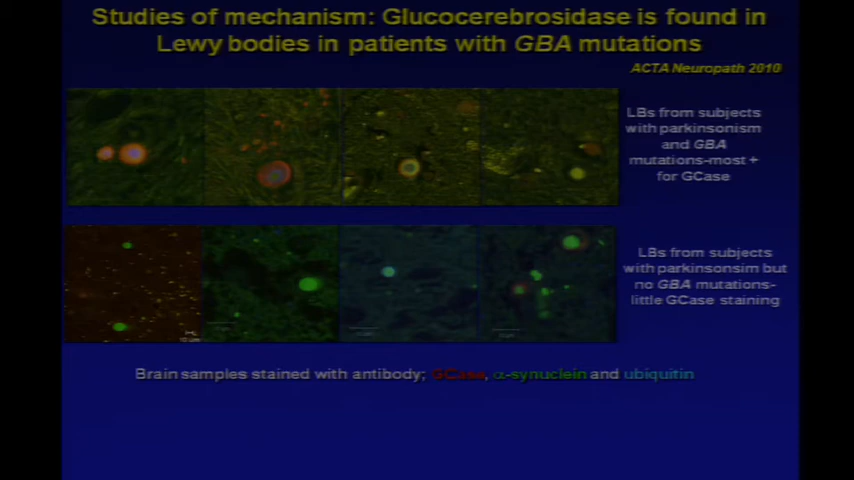 Studies of mechanism: Glucocerebrosidase is found in
Lewy bodies in patients with GBA mutations
ACTA Neuropath 2010
LBs from subjects
with parkinsonism
and GBA
mutations-most +
for GCase
LBs from subjects
with parkinsonsim but
no GBA mutations-
little GCase staining
Brain samples stained with antibody; GCase, α-synuclein and ubiquitin